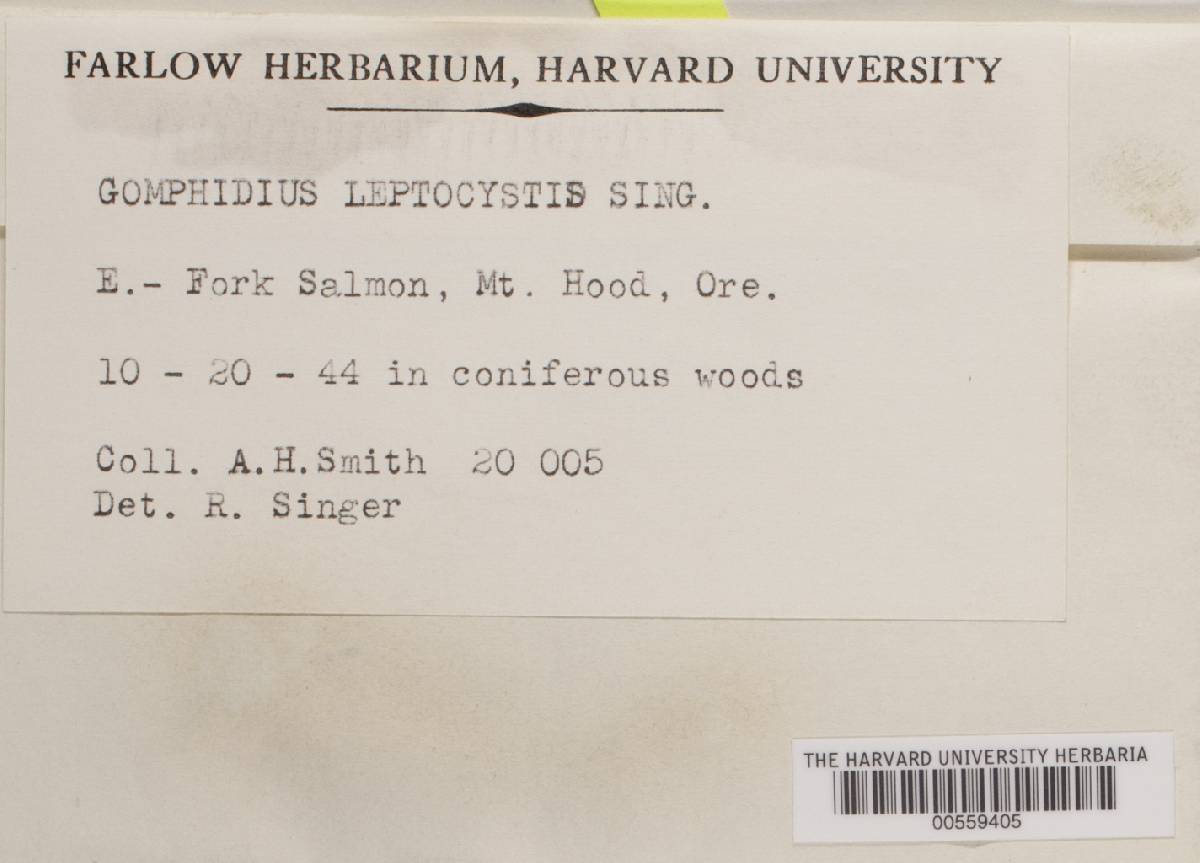 FARLOW HERBARIUM, HARVARD UNIVERSITY
GOMPHIDIUS LEPTOCYSTIS SING.
E.- Fork Salmon, Mt. Hood, Ore.
10 - 20 - 44 in coniferous woods
Coll. A.H.Smith 20 005
Det. R. Singer
THE HARVARD UNIVERSITY HERBARIA
00559405